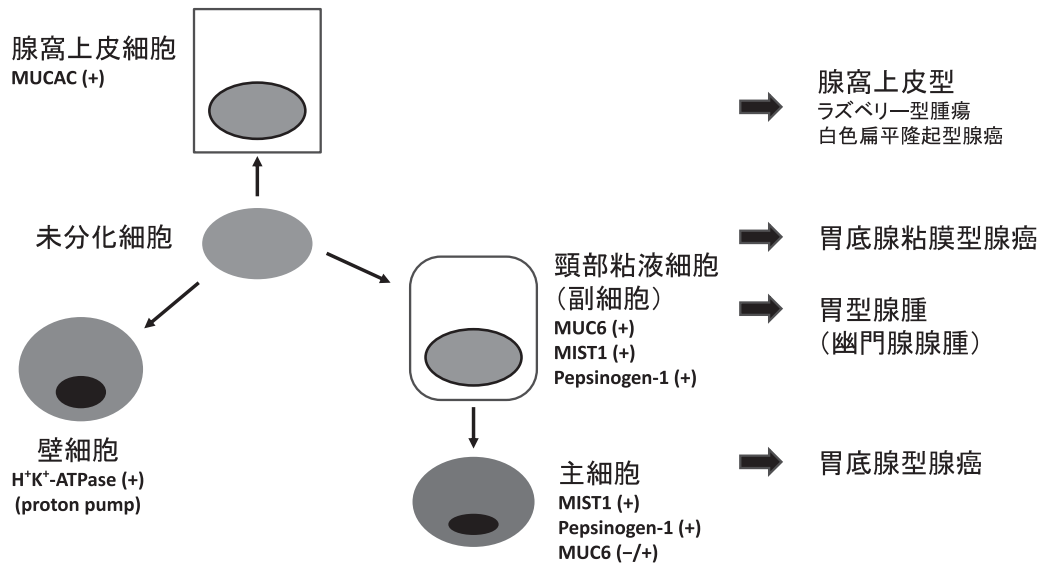 腺窩上皮細胞
MUCAC (+)
腺窩上皮型
ラズベリー型腫瘍
白色扁平隆起型腺癌
未分化細胞
胃底腺粘膜型腺癌
頸部粘液細胞
（副細胞）
MUC6 (+)
MIST1 (+)
Pepsinogen-1 (+)
胃型腺腫
（幽門腺腺腫）
壁細胞
H⁺K⁺-ATPase (+)
(proton pump)
主細胞
MIST1 (+)
Pepsinogen-1 (+)
MUC6 (−/+)
胃底腺型腺癌